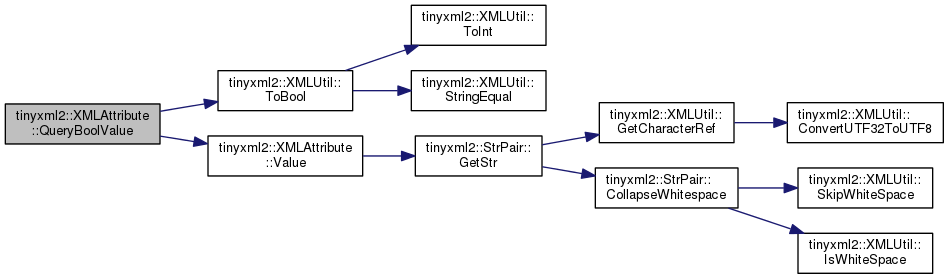 tinyxml2::XMLAttribute
::QueryBoolValue
tinyxml2::XMLUtil::
ToBool
tinyxml2::XMLUtil::
ToInt
tinyxml2::XMLUtil::
StringEqual
tinyxml2::XMLAttribute
::Value
tinyxml2::StrPair::
GetStr
tinyxml2::XMLUtil::
GetCharacterRef
tinyxml2::XMLUtil::
ConvertUTF32ToUTF8
tinyxml2::StrPair::
CollapseWhitespace
tinyxml2::XMLUtil::
SkipWhiteSpace
tinyxml2::XMLUtil::
IsWhiteSpace